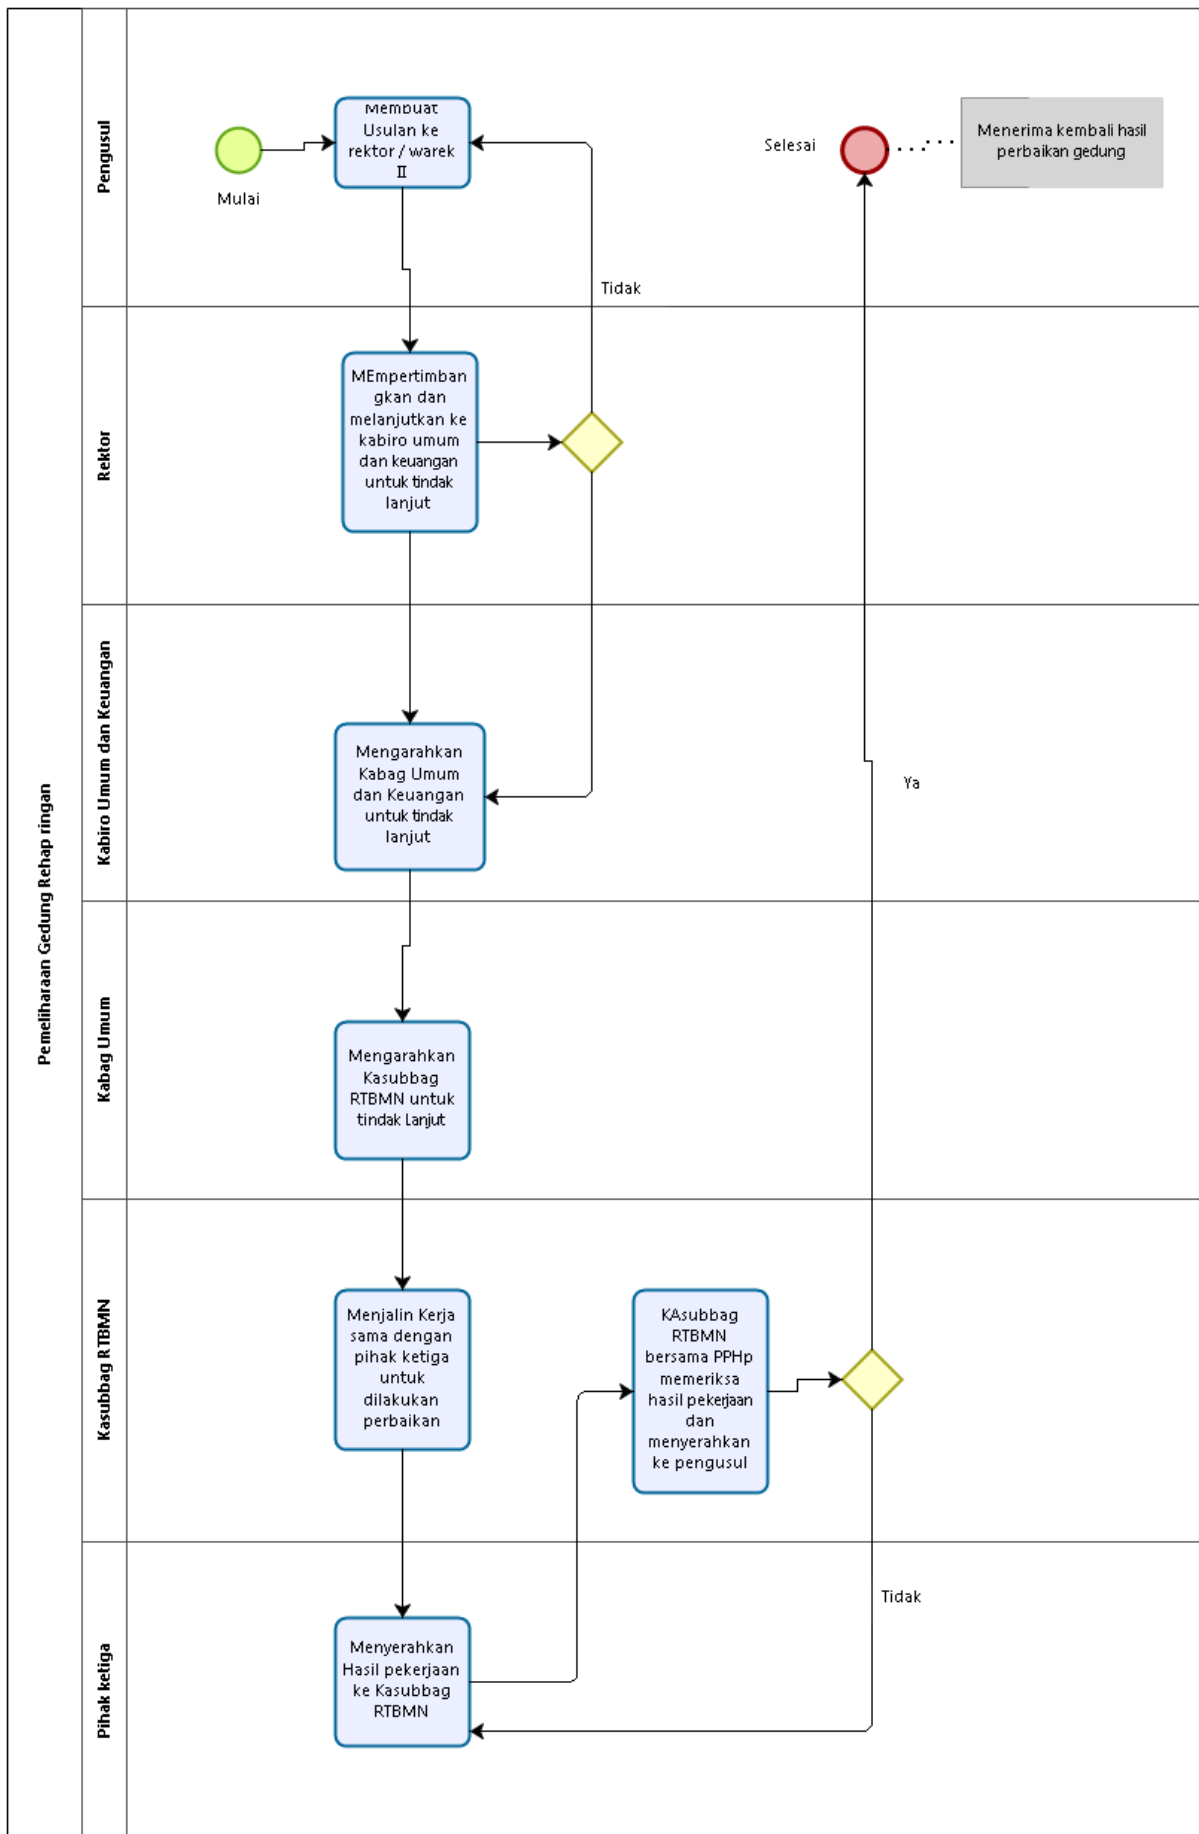 Pemeliharaan Gedung Rehap ringan
Pengusul
Mulai
Membuat
Usulan ke
rektor / warek
II
Selesai
Menerima kembali hasil
perbaikan gedung
Tidak
Rektor
MEmpertimban
gkan dan
melanjutkan ke
kabiro umum
dan keuangan
untuk tindak
lanjut
Kabiro Umum dan Keuangan
Mengarahkan
Kabag Umum
dan Keuangan
untuk tindak
lanjut
Ya
Kabag Umum
Mengarahkan
Kasubbag
RTBMN untuk
tindak Lanjut
Kasubbag RTBMN
Menjalin Kerja
sama dengan
pihak ketiga
untuk
dilakukan
perbaikan
KAsubbag
RTBMN
bersama PPHp
memeriksa
hasil pekerjaan
dan
menyerahkan
ke pengusul
Pihak ketiga
Tidak
Menyerahkan
Hasil pekerjaan
ke Kasubbag
RTBMN